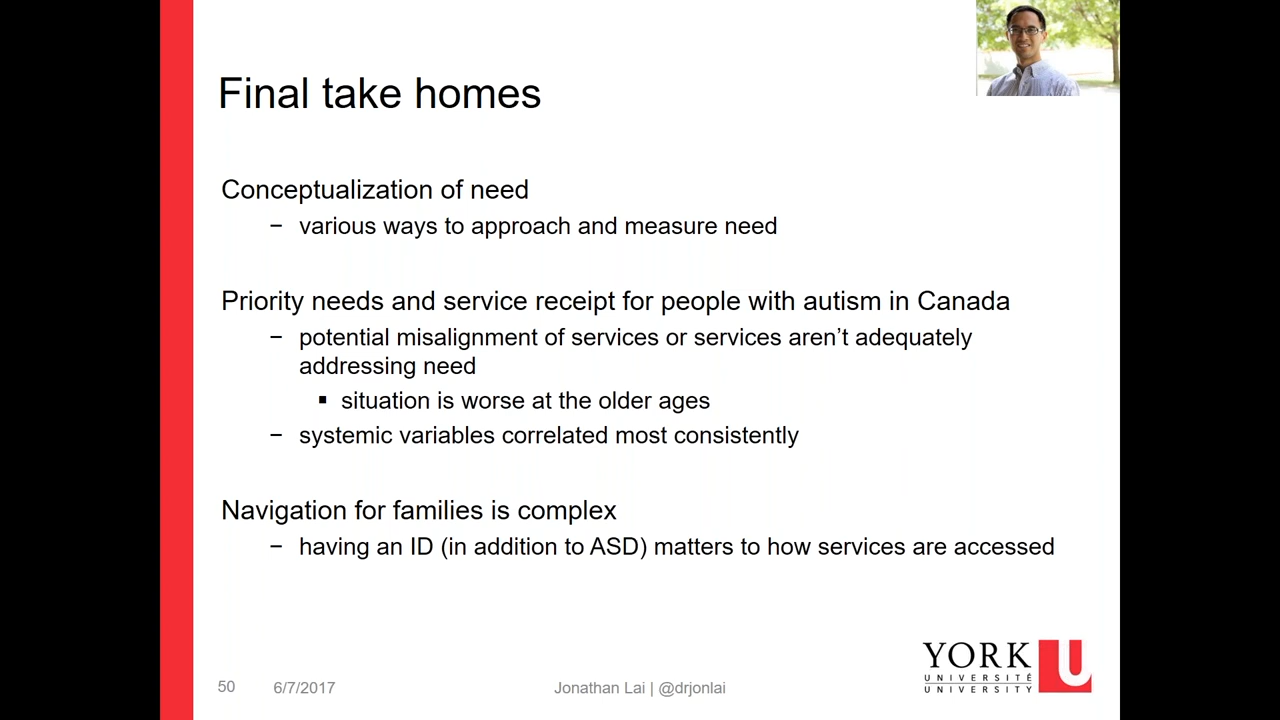 Final take homes
Conceptualization of need
− various ways to approach and measure need
Priority needs and service receipt for people with autism in Canada
− potential misalignment of services or services aren’t adequately
addressing need
▪ situation is worse at the older ages
− systemic variables correlated most consistently
Navigation for families is complex
− having an ID (in addition to ASD) matters to how services are accessed
YORK U
UNIVERSITÉ
UNIVERSITY
50 6/7/2017 Jonathan Lai | @drjonlai